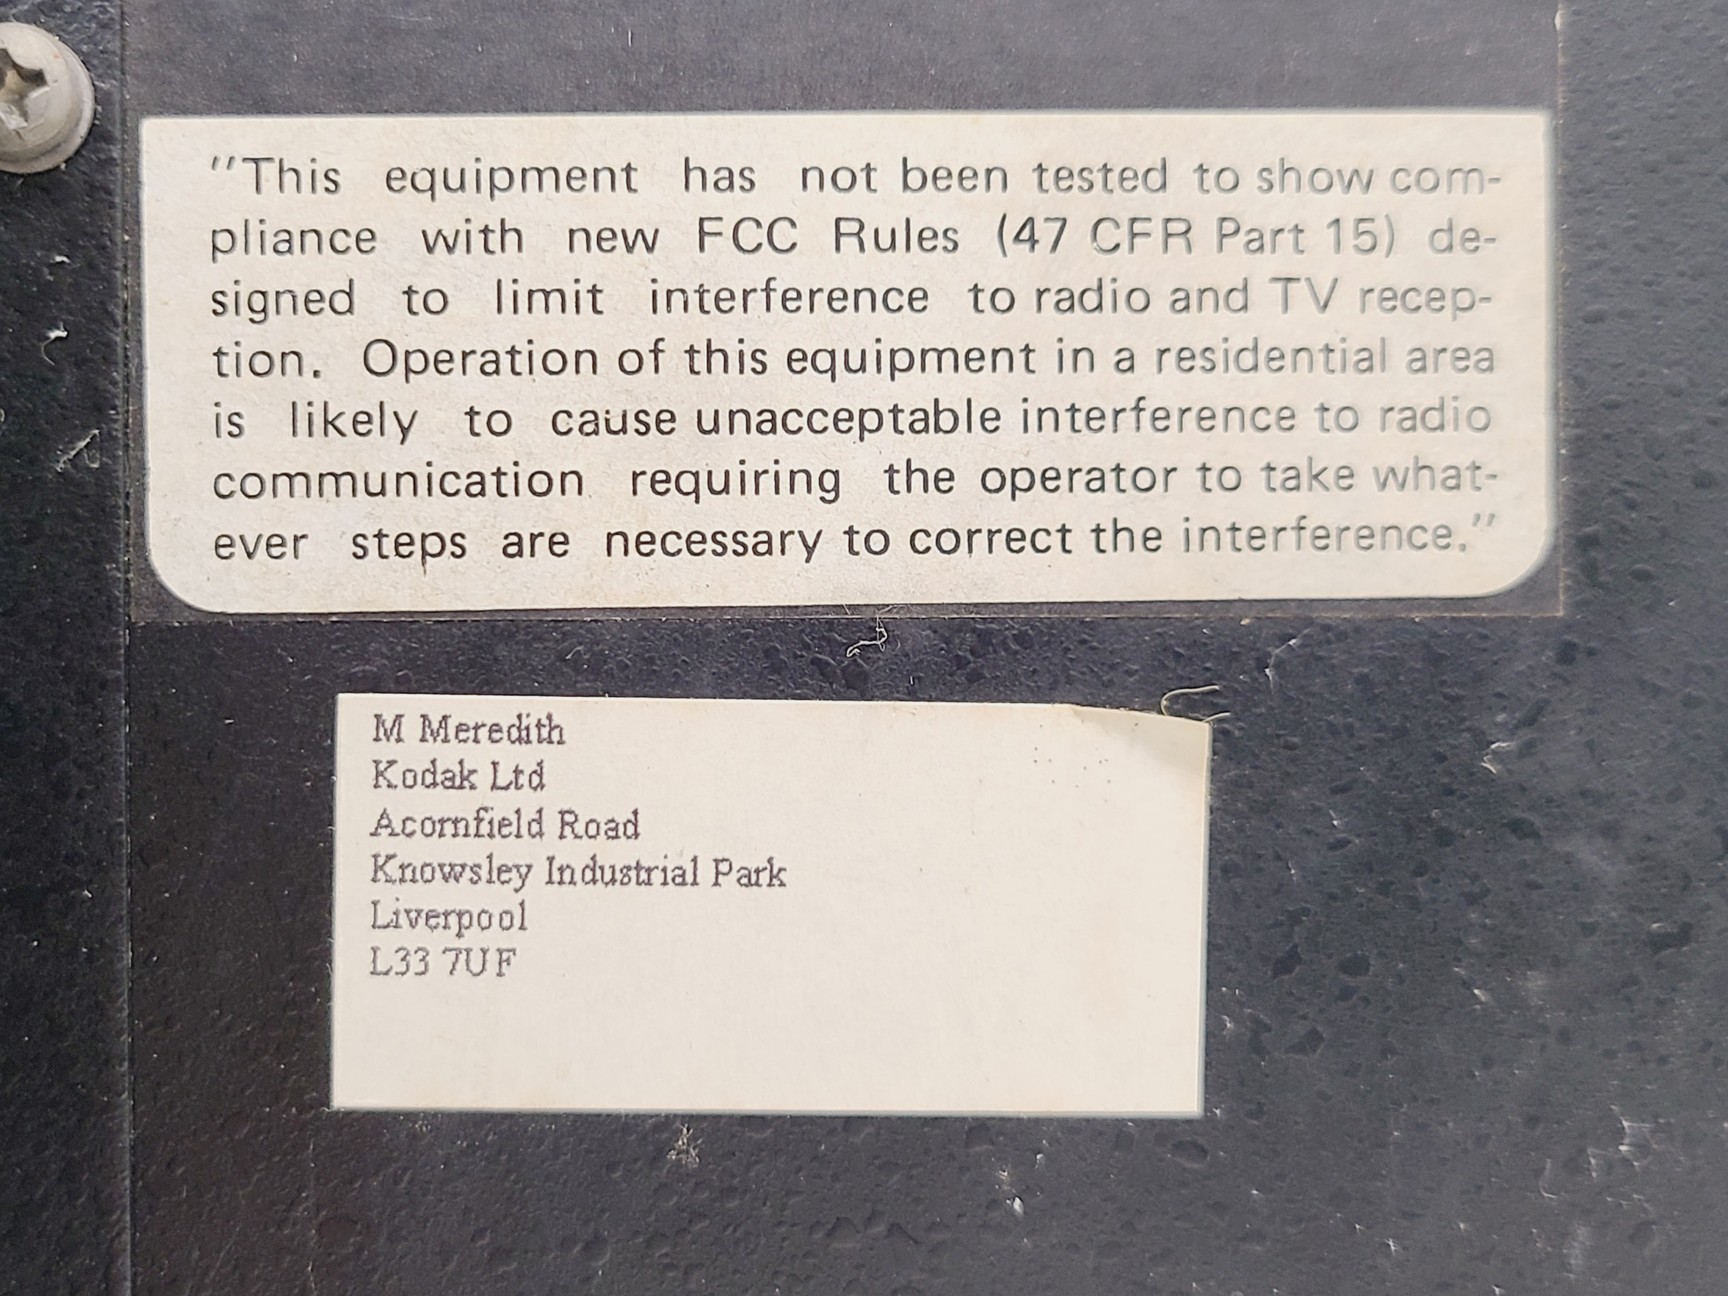 "This equipment has not been tested to show com-
pliance with new FCC Rules (47 CFR Part 15) de-
signed to limit interference to radio and TV recep-
tion. Operation of this equipment in a residential area
is likely to cause unacceptable interference to radio
communication requiring the operator to take what-
ever steps are necessary to correct the interference."
M Meredith
Kodak Ltd
Acornfield Road
Knowsley Industrial Park
Liverpool
L33 7UF